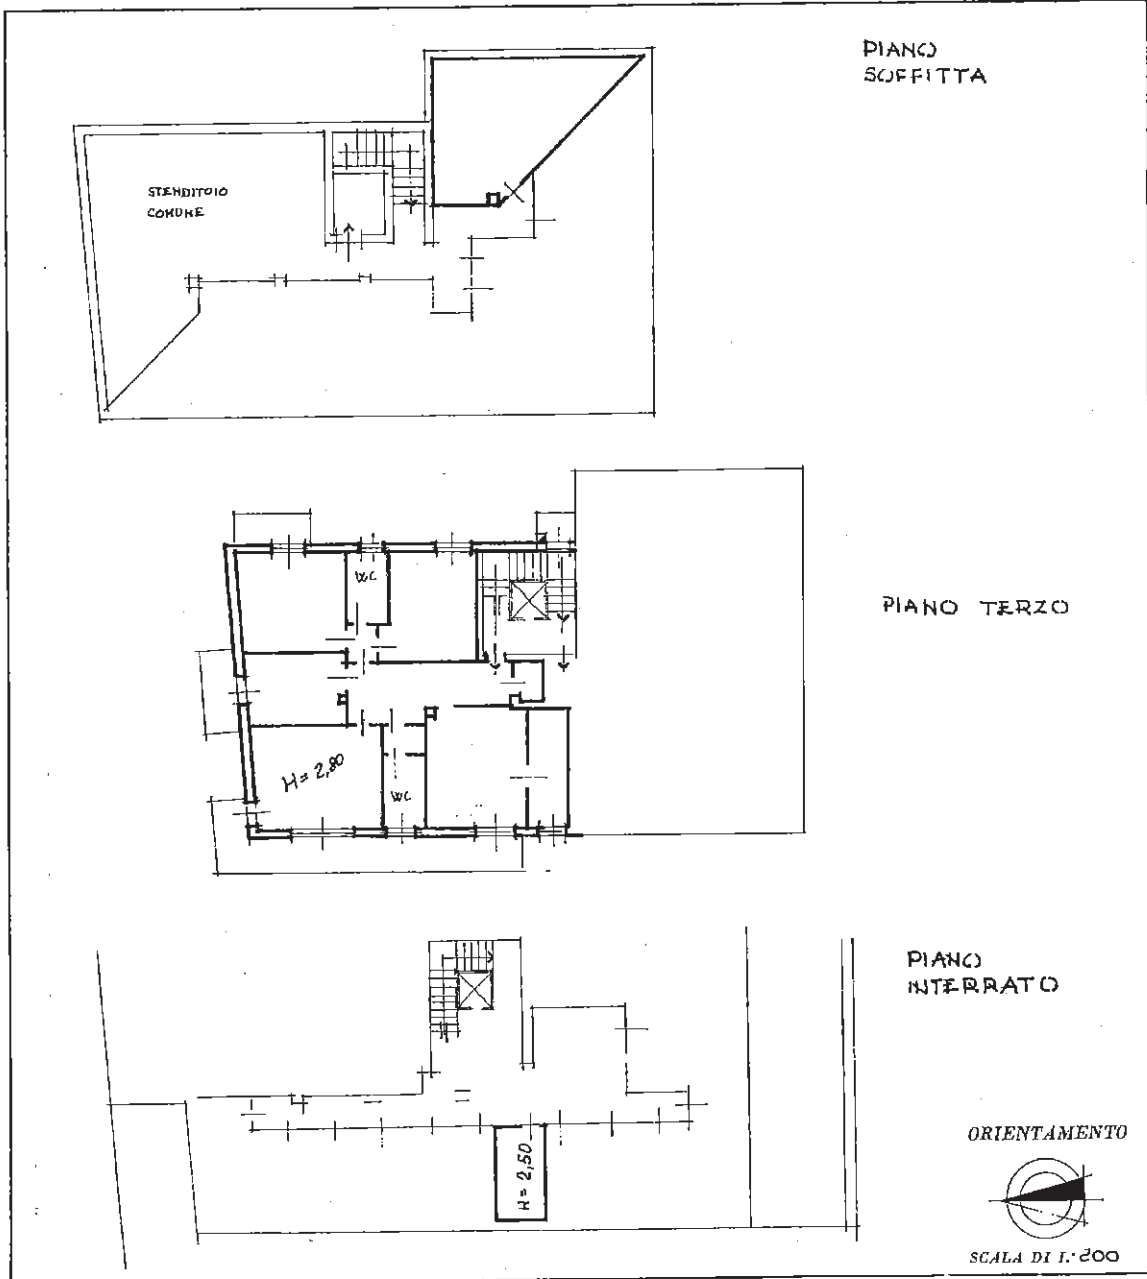 PIANO
SOFFITTA
STENDITOIO
COMUNE
WC
PIANO TERZO
H = 2,80
WC
PIANO
INTERRATO
H = 2,50
ORIENTAMENTO
SCALA DI 1:200